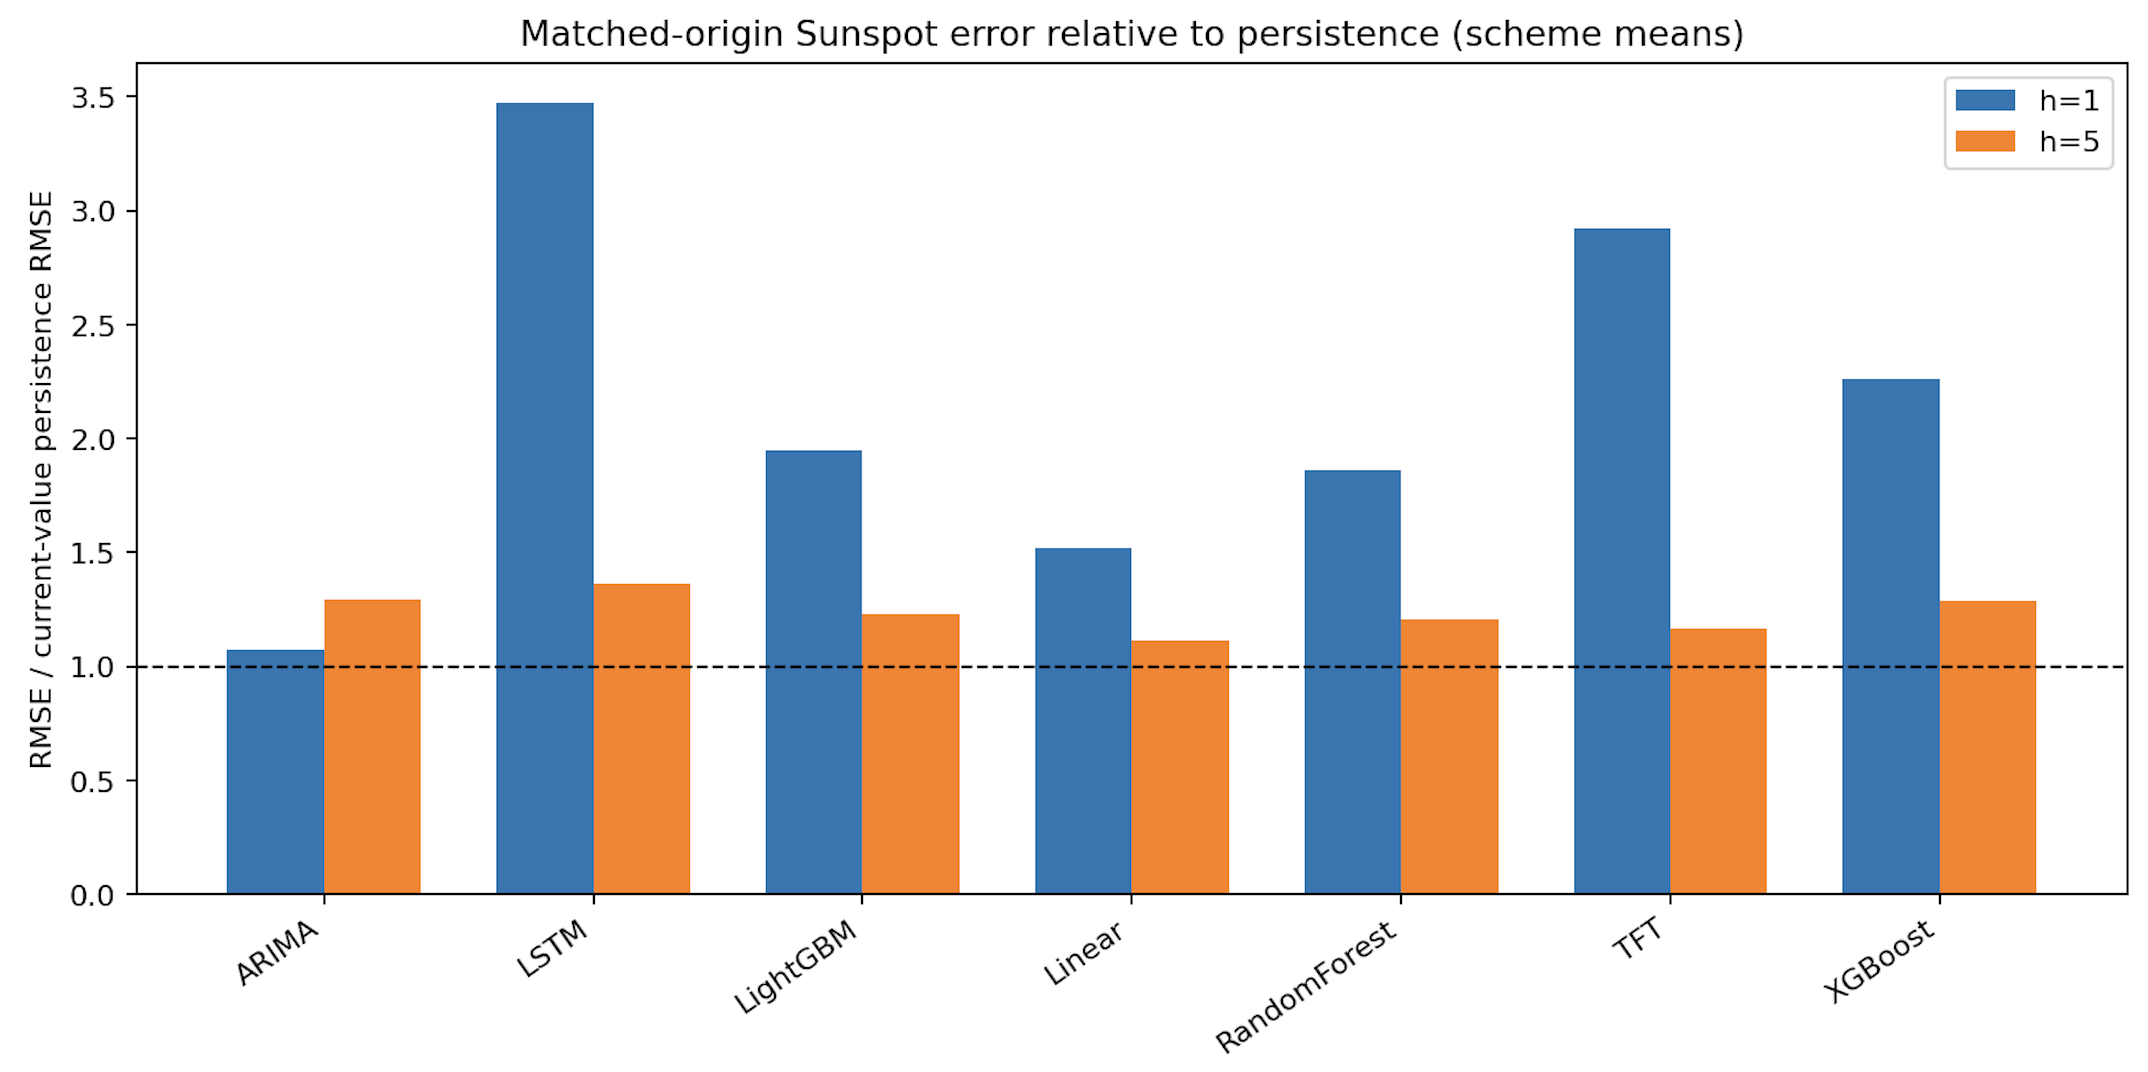 Matched-origin Sunspot error relative to persistence (scheme means)
RMSE / current-value persistence RMSE
3.5
3.0
2.5
2.0
1.5
1.0
0.5
0.0
h=1
h=5
ARIMA
LSTM
LightGBM
Linear
RandomForest
TFT
XGBoost